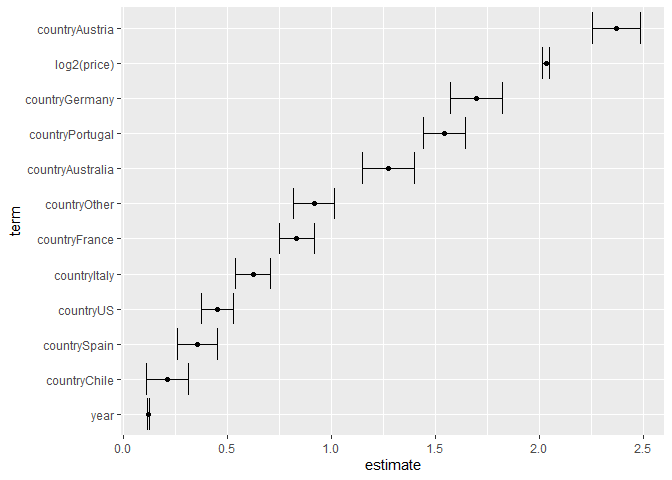 countryAustria
log2(price)
countryGermany
countryPortugal
countryAustralia
countryOther
countryFrance
countryItaly
countryUS
countrySpain
countryChile
year
term
0.0 0.5 1.0 1.5 2.0 2.5
estimate